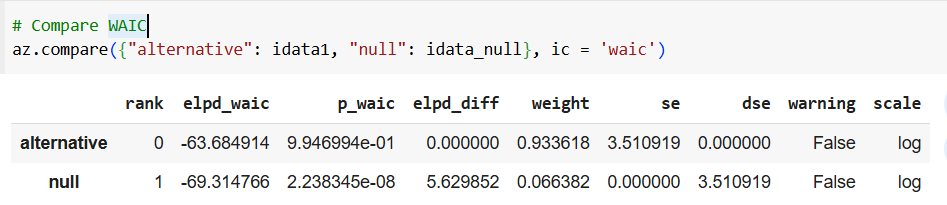 # Compare WAIC
az.compare({"alternative": idata1, "null": idata_null}, ic = 'waic')
rank elpd_waic p_waic elpd_diff weight se dse warning scale
alternative 0 -63.684914 9.946994e-01 0.000000 0.933618 3.510919 0.000000 False log
null 1 -69.314766 2.238345e-08 5.629852 0.066382 0.000000 3.510919 False log